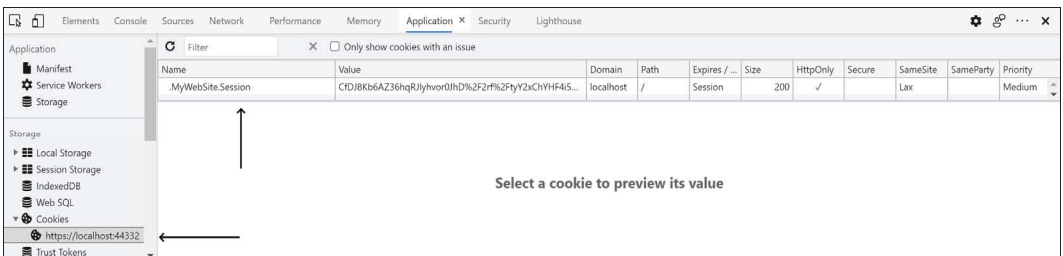 Elements Console Sources Network Performance Memory Application × Security Lighthouse
Application
Manifest
Service Workers
Storage
Storage
Local Storage
Session Storage
IndexedDB
Web SQL
Cookies
https://localhost:44332
Trust Tokens
Filter Only show cookies with an issue
Name Value Domain Path Expires / ... Size HttpOnly Secure SameSite SameParty Priority
.MyWebSite.Session CfDJ8Kb6AZ36hqRJlyhvor0JhD%2F2rf%2FtyY2xChYHF4i5... localhost / Session 200 ✓ Lax Medium
Select a cookie to preview its value